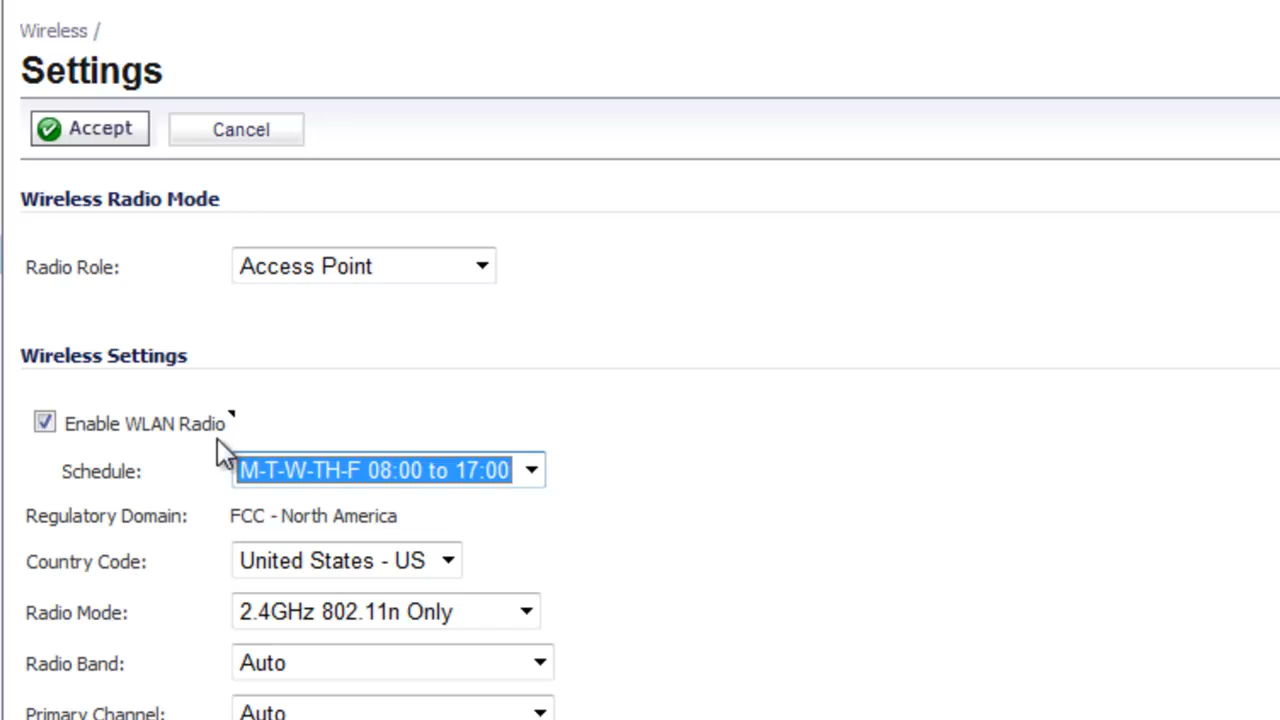 Wireless /
Settings
Accept Cancel
Wireless Radio Mode
Radio Role: Access Point
Wireless Settings
Enable WLAN Radio
Schedule: M-T-W-TH-F 08:00 to 17:00
Regulatory Domain: FCC - North America
Country Code: United States - US
Radio Mode: 2.4GHz 802.11n Only
Radio Band: Auto
Primary Channel: Auto